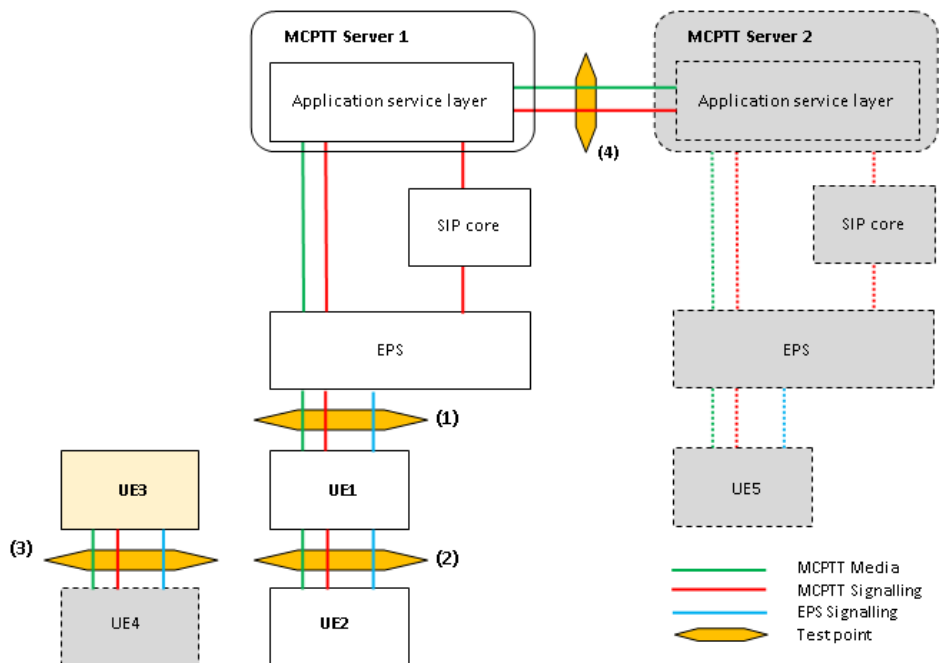 MCPTT Server 1
MCPTT Server 2
Application service layer
Application service layer
(4)
SIP core
SIP core
EPS
EPS
(1)
UE3
UE1
UE5
(3)
(2)
UE4
UE2
MCPTT Media
MCPTT Signalling
EPS Signalling
Test point